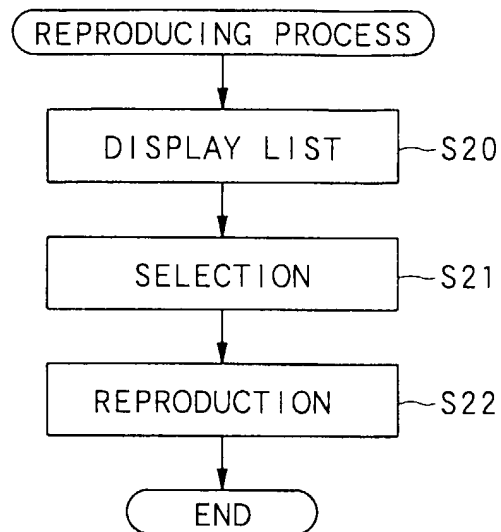 REPRODUCING PROCESS
DISPLAY LIST
S20
SELECTION
S21
REPRODUCTION
S22
END